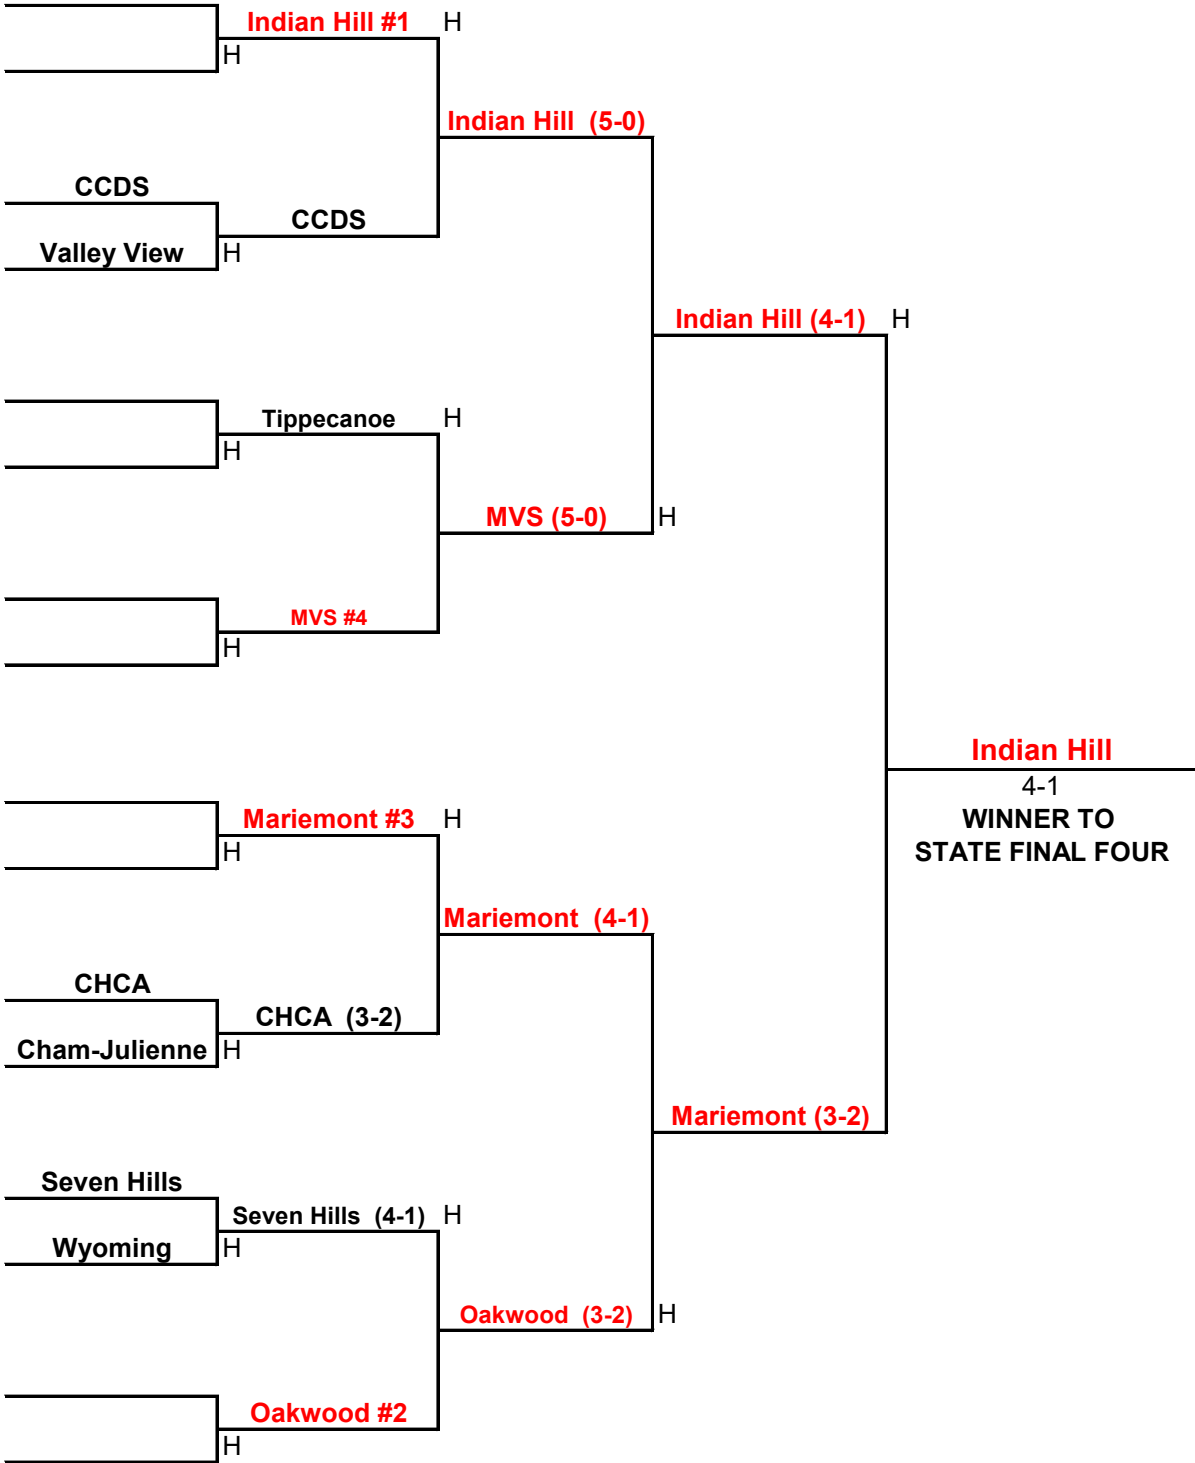 Indian Hill #1 H
H
Indian Hill (5-0)
CCDS
CCDS
Valley View H
Indian Hill (4-1) H
Tippecanoe H
H
MVS (5-0) H
MVS #4
H
Indian Hill
4-1
WINNER TO
STATE FINAL FOUR
Mariemont #3 H
H
Mariemont (4-1)
CHCA
CHCA (3-2)
Cham-Julienne H
Mariemont (3-2)
Seven Hills
Seven Hills (4-1) H
Wyoming H
Oakwood (3-2) H
Oakwood #2
H